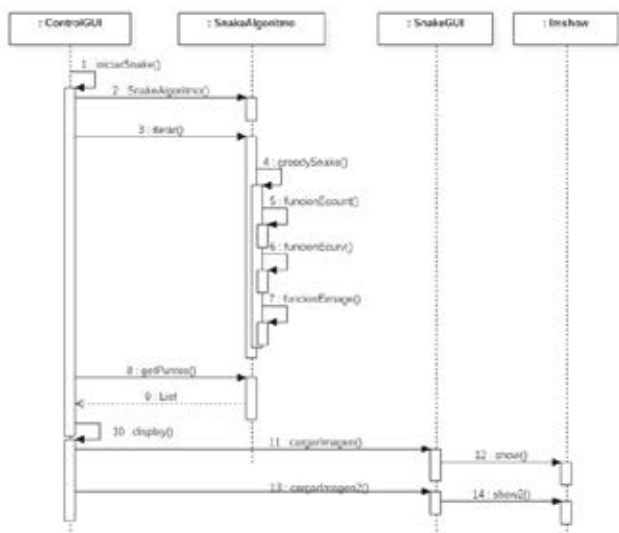 : ControlGUI
: SnakeAlgoritmo
: SnakeGUI
: Imshow
1 : iniciarSnake()
2 : SnakeAlgoritmo()
3 : iterar()
4 : greedySnake()
5 : funcionEcount()
6 : funcionEcurv()
7 : funcionEimage()
8 : getPuntos()
9 : List
10 : display()
11 : cargarImagen()
12 : show()
13 : cargarImagen2()
14 : show2()